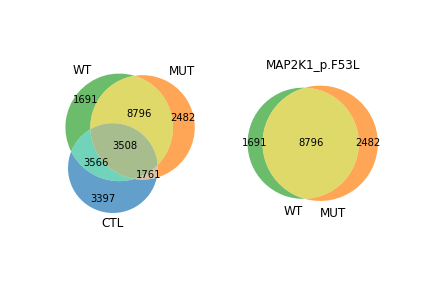 WT
MUT
1691
8796
2482
3508
3566
1761
3397
CTL
MAP2K1_p.F53L
1691
8796
2482
WT
MUT